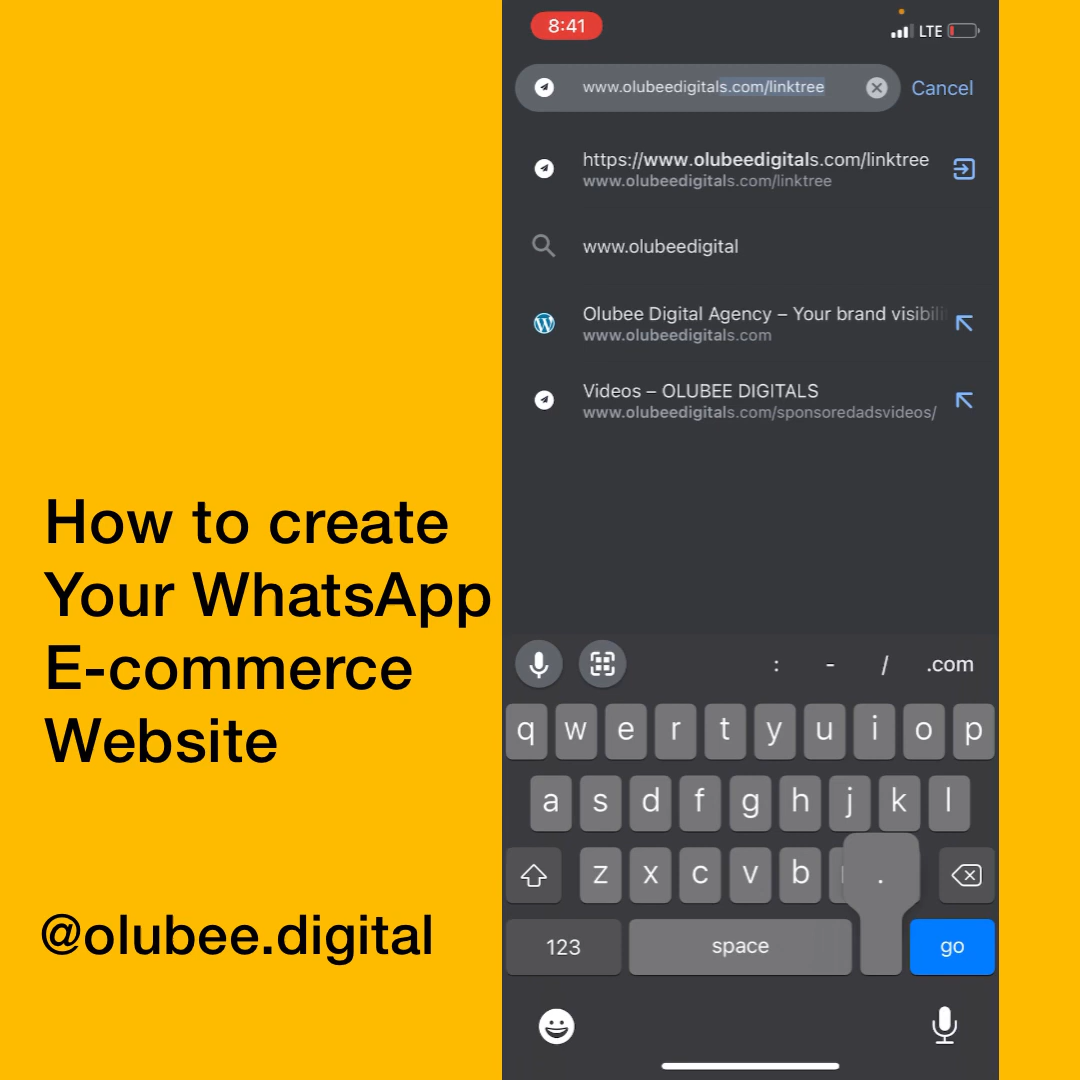 8:41
LTE
www.olubeedigitals.com/linktree
Cancel
https://www.olubeedigitals.com/linktree
www.olubeedigitals.com/linktree
www.olubeedigital
Olubee Digital Agency – Your brand visibili
www.olubeedigitals.com
Videos – OLUBEE DIGITALS
www.olubeedigitals.com/sponsoredadsvideos/
How to create
Your WhatsApp
E-commerce
Website
@olubee.digital
: - / .com
q w e r t y u i o p
a s d f g h j k l
z x c v b .
123 space go